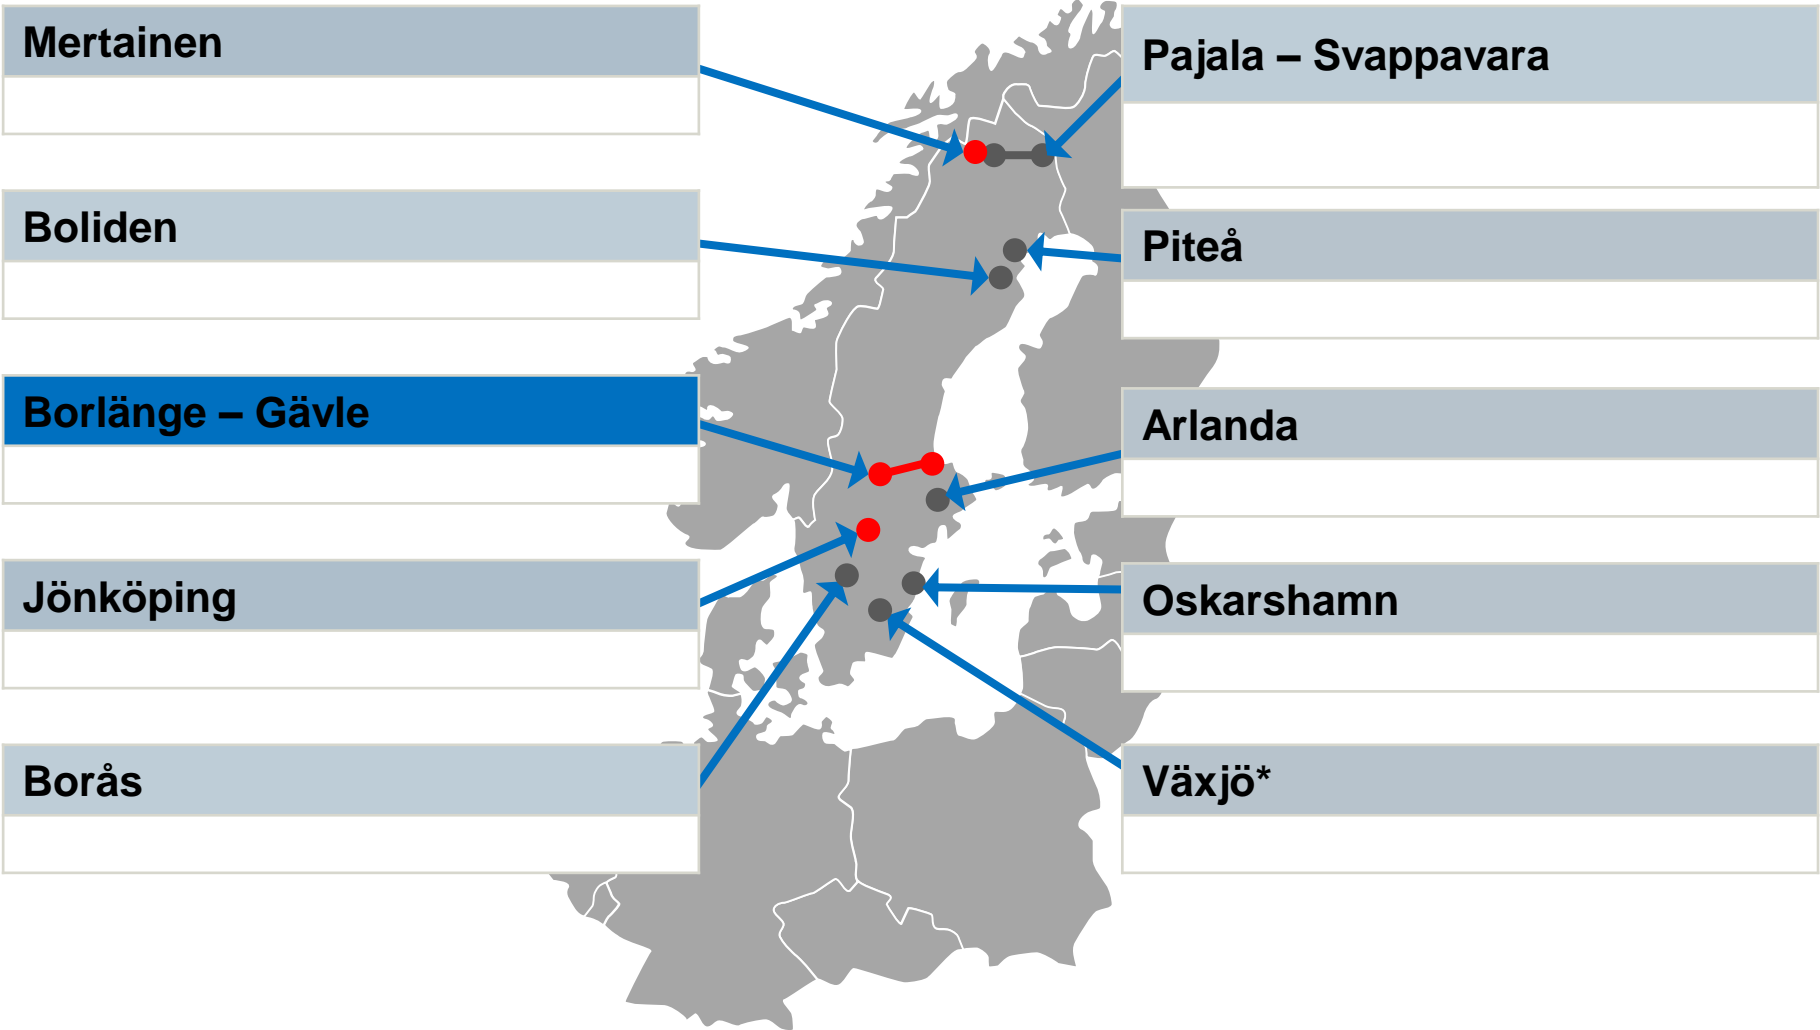 Mertainen
Boliden
Borlänge – Gävle
Jönköping
Borås
Pajala – Svappavara
Piteå
Arlanda
Oskarshamn
Växjö*